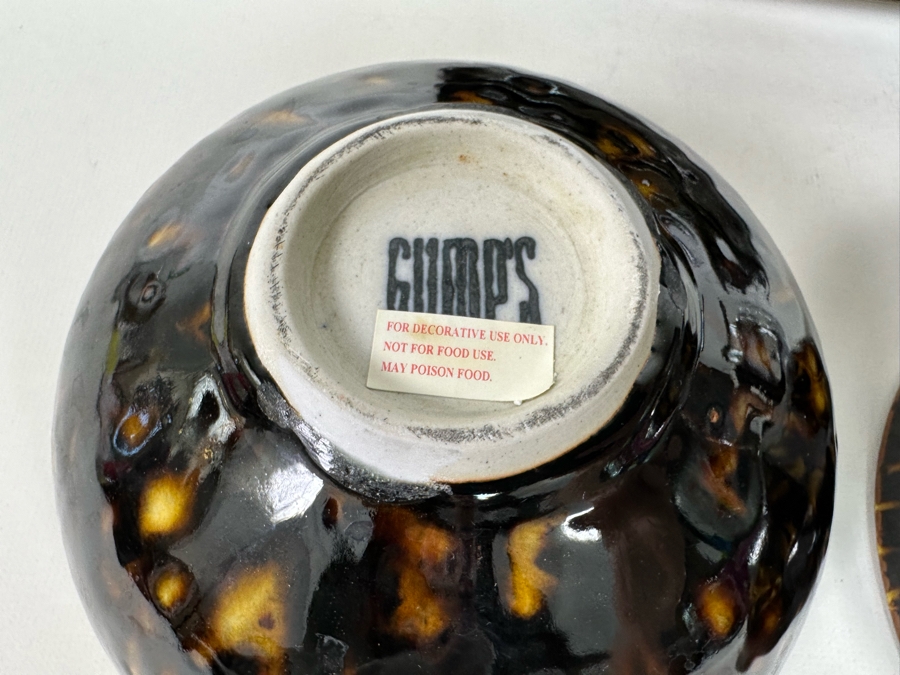 GUMP'S
FOR DECORATIVE USE ONLY.
NOT FOR FOOD USE.
MAY POISON FOOD.